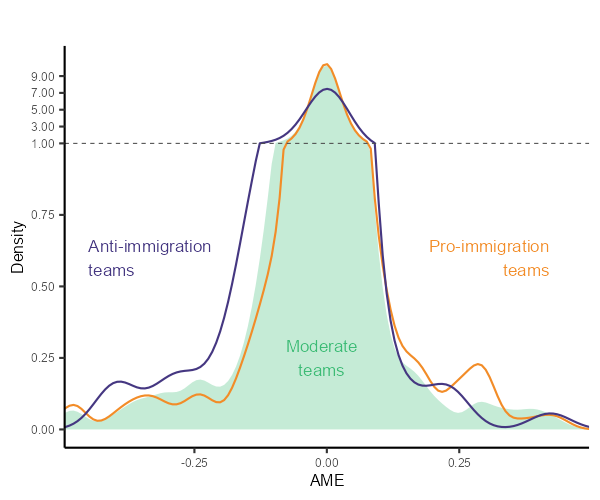 9.00
7.00
5.00
3.00
1.00
0.75
0.50
0.25
0.00
Density
Anti-immigration
teams
Pro-immigration
teams
Moderate
teams
-0.25
0.00
0.25
AME